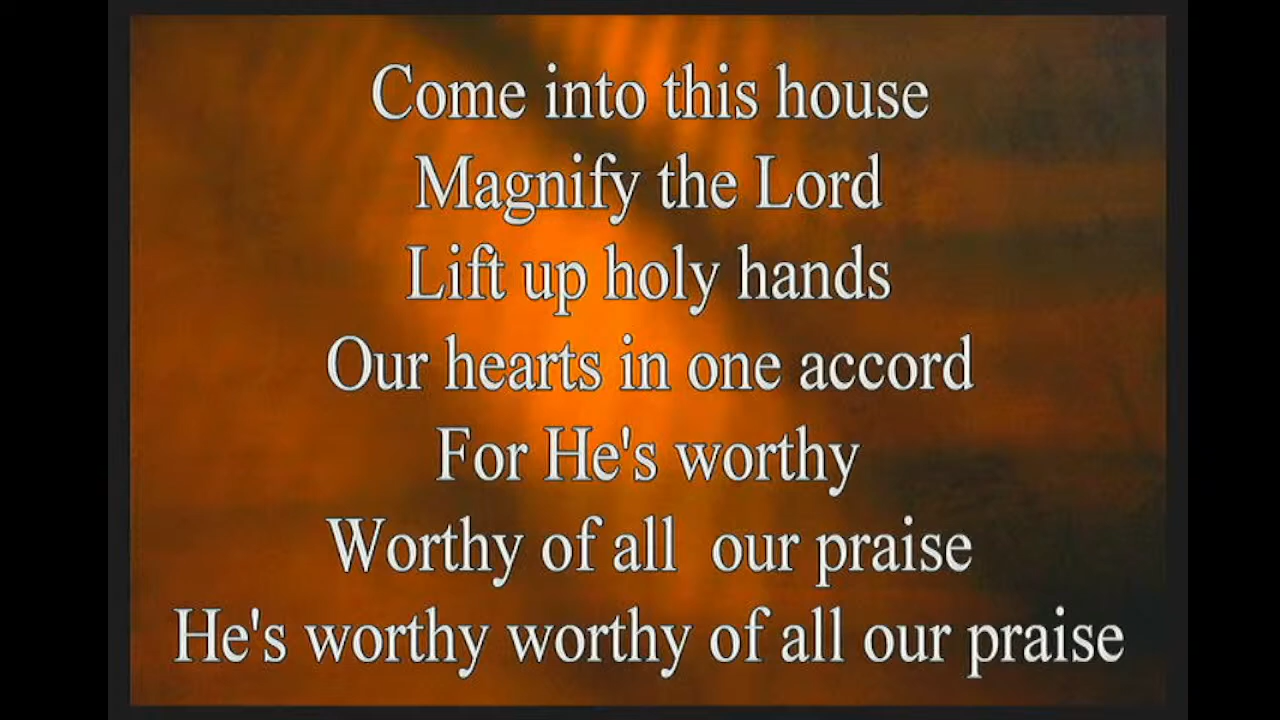 Come into this house
Magnify the Lord
Lift up holy hands
Our hearts in one accord
For He's worthy
Worthy of all  our praise
He's worthy worthy of all our praise